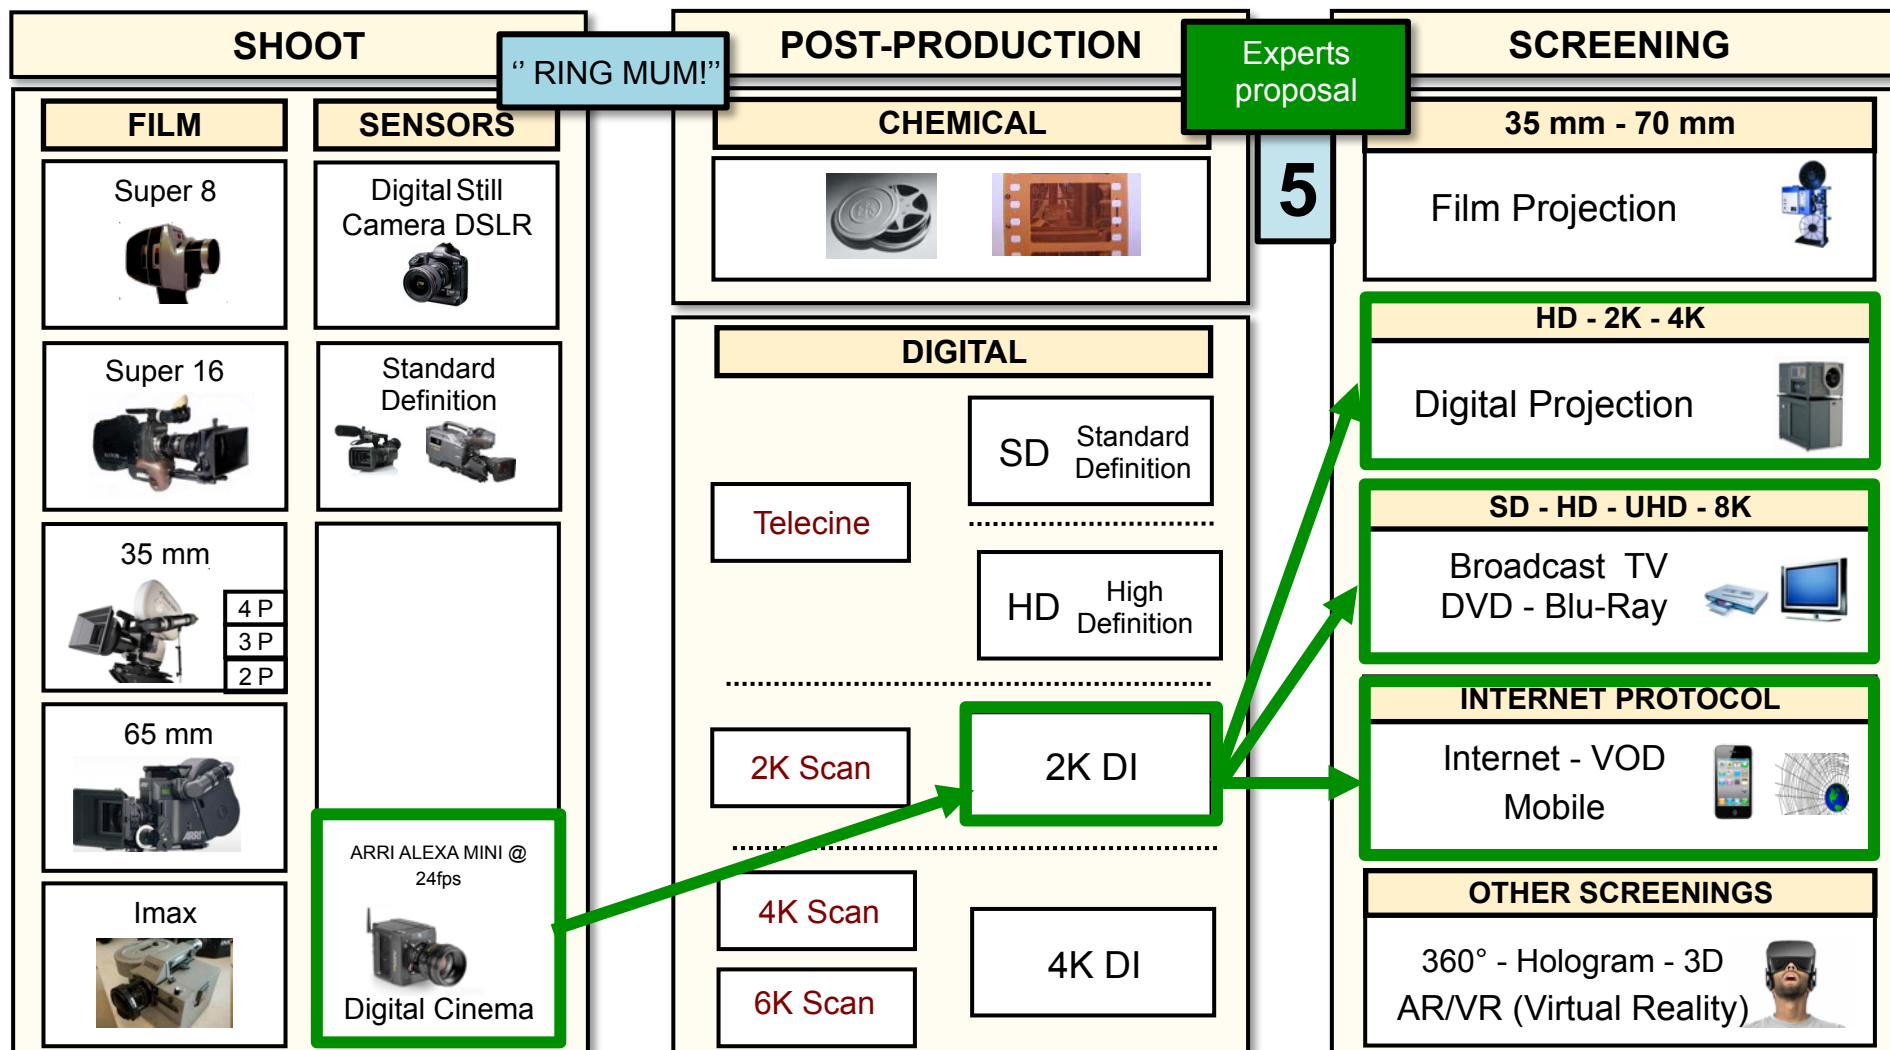 SHOOT
‘’ RING MUM!’’
POST-PRODUCTION
Experts
proposal
SCREENING
FILM
SENSORS
Super 8
Digital Still
Camera DSLR
Super 16
Standard
Definition
35 mm
4 P
3 P
2 P
65 mm
ARRI
Imax
ARRI ALEXA MINI @
24fps
Digital Cinema
CHEMICAL
5
DIGITAL
SD
Standard
Definition
Telecine
HD
High
Definition
2K Scan
2K DI
4K Scan
4K DI
6K Scan
35 mm - 70 mm
Film Projection
HD - 2K - 4K
Digital Projection
SD - HD - UHD - 8K
Broadcast TV
DVD - Blu-Ray
INTERNET PROTOCOL
Internet - VOD
Mobile
OTHER SCREENINGS
360° - Hologram - 3D
AR/VR (Virtual Reality)